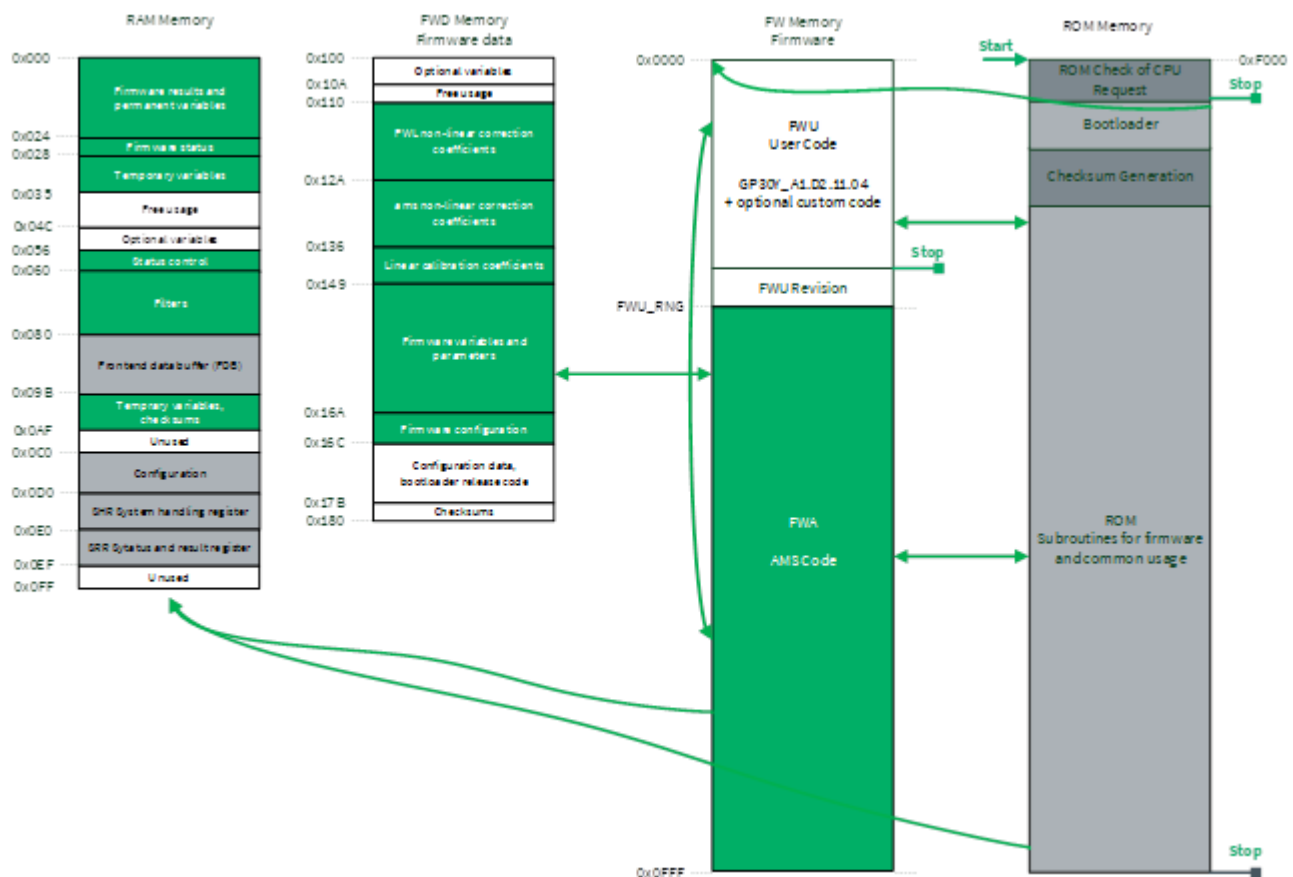 RAM Memory
0x000
Firmware results and
permanent variables
0x024
Firmware status
0x028
Temporary variables
0x035
Free usage
0x04C
Optional variables
0x056
Status control
0x060
Filters
0x080
Frontend data buffer (FDB)
0x09B
Temprary variables,
checksums
0x0AF
Unused
0x0C0
Configuration
0x0D0
SHR System handling register
0x0E0
SRR Sytatus and result register
0x0EF
Unused
0x0FF
FWD Memory
Firmware data
0x100
Optional variables
0x10A
Free usage
0x110
PWL non-linear correction
coefficients
0x12A
ams non-linear correction
coefficients
0x136
Linear calibration coefficients
0x149
Firmware variables and
parameters
0x16A
Firmware configuration
0x16C
Configuration data,
bootloader release code
0x17B
Checksums
0x180
FW Memory
Firmware
0x0000
FWU
User Code
GP30Y_A1.D2.11.04
+ optional custom code
Stop
FWU Revision
FWU_RNG
FWA
AMS Code
0x0FFF
ROM Memory
Start
0xF000
ROM Check of CPU
Request
Stop
Bootloader
Checksum Generation
ROM
Subroutines for firmware
and common usage
Stop